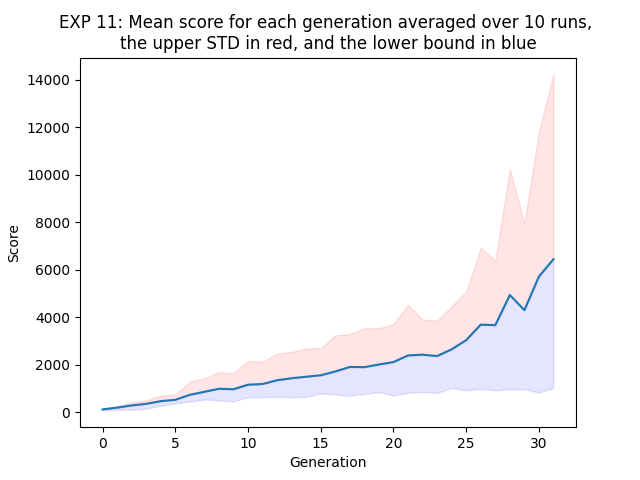 EXP 11: Mean score for each generation averaged over 10 runs,
the upper STD in red, and the lower bound in blue
14000
12000
10000
8000
6000
4000
2000
0
Score
0 5 10 15 20 25 30
Generation